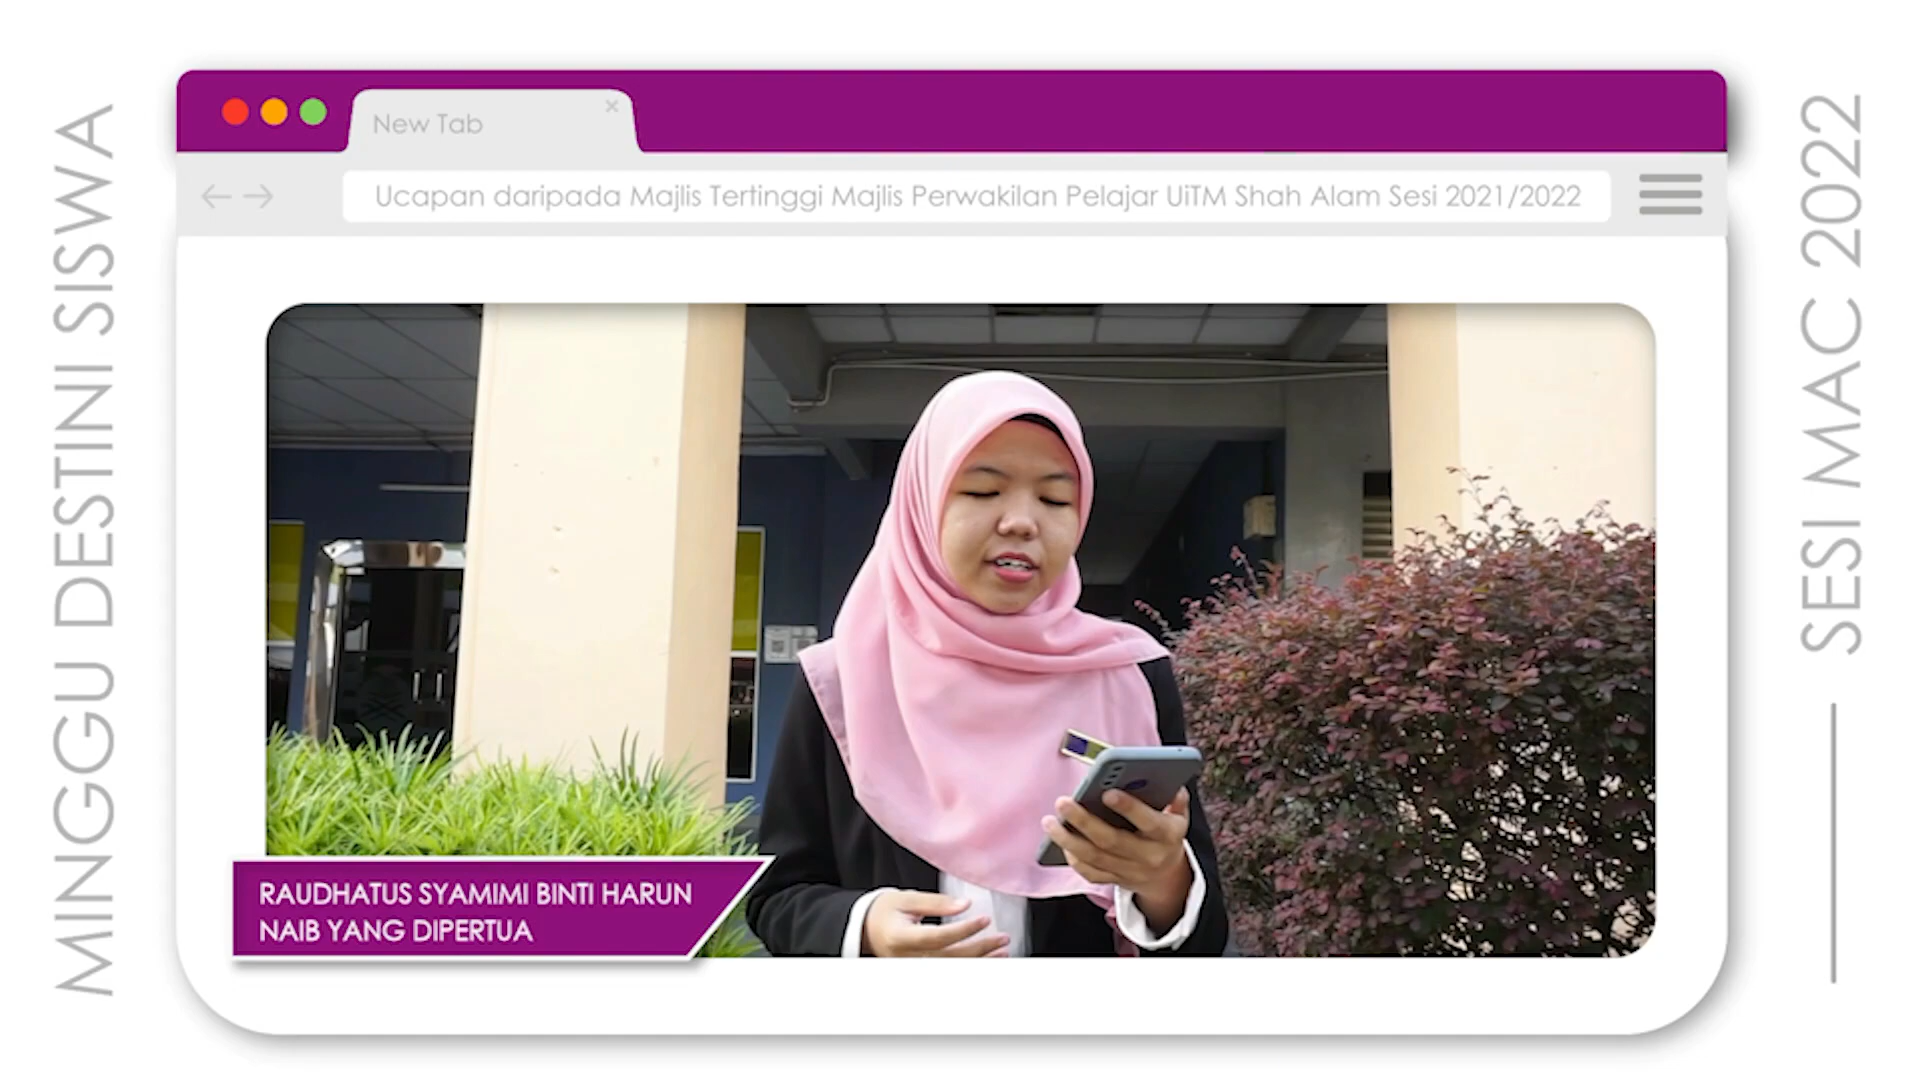 MINGGU DESTINI SISWA
New Tab
Ucapan daripada Majlis Tertinggi Majlis Perwakilan Pelajar UiTM Shah Alam Sesi 2021/2022
RAUDHATUS SYAMIMI BINTI HARUN
NAIB YANG DIPERTUA
SESI MAC 2022